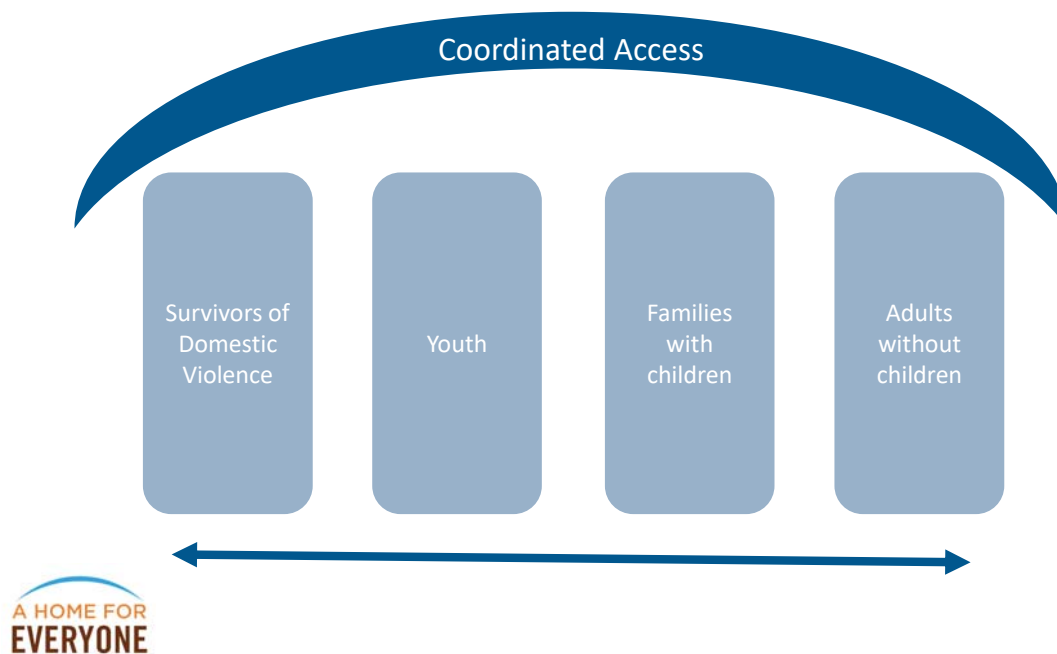 Coordinated Access
Survivors of
Domestic
Violence
Youth
Families
with
children
Adults
without
children
A HOME FOR
EVERYONE